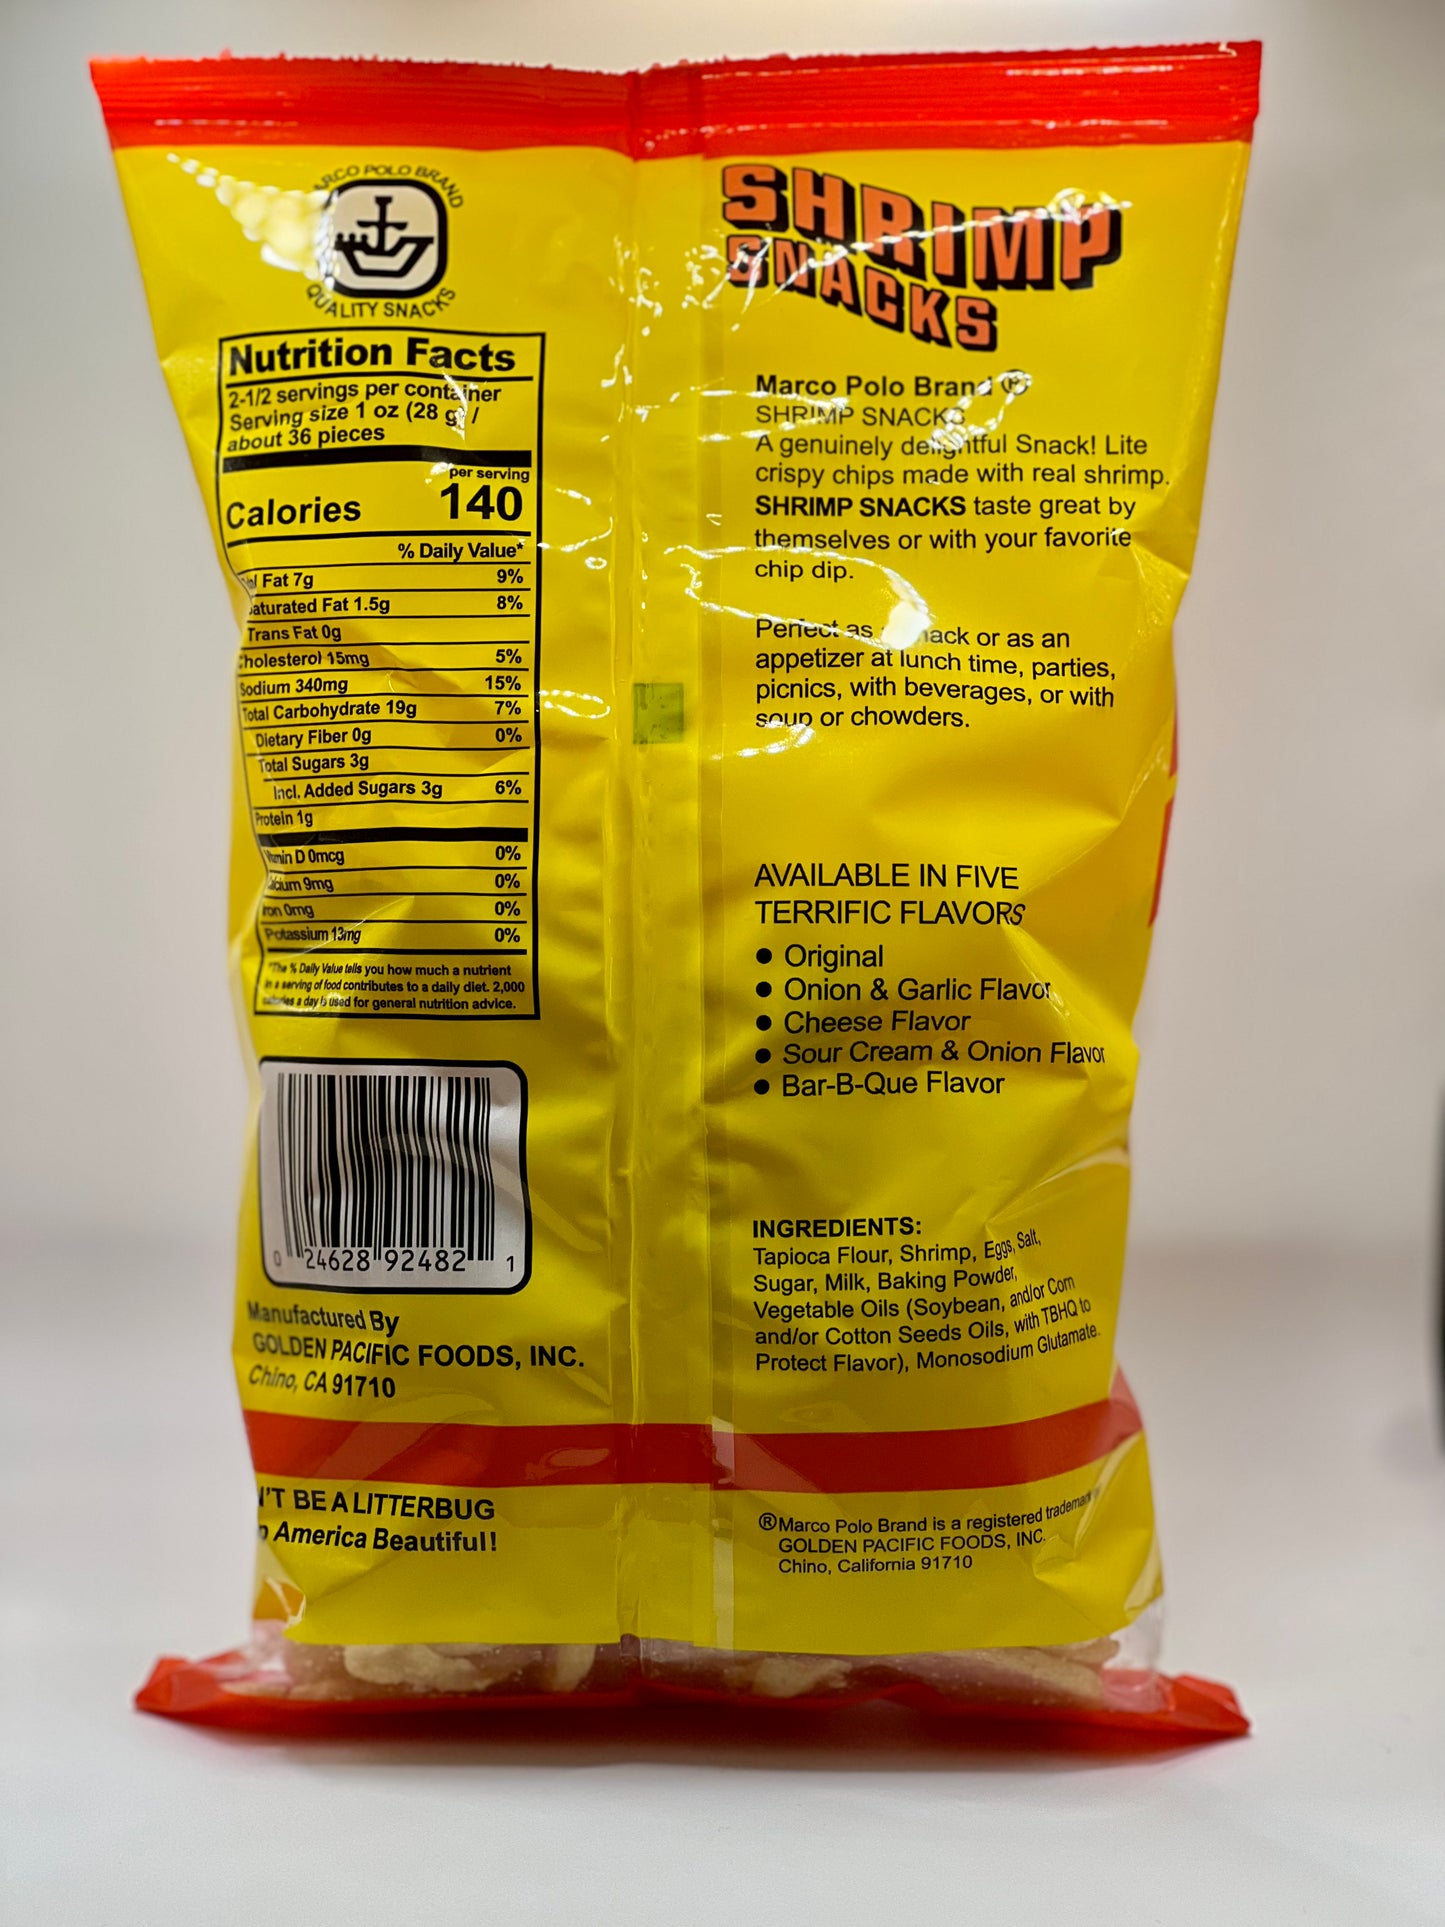 MARCO POLO BRAND
QUALITY SNACKS
Nutrition Facts
2-1/2 servings per container
Serving size 1 oz (28 g) /
about 36 pieces
per serving
Calories 140
% Daily Value*
Fat 7g 9%
Saturated Fat 1.5g 8%
Trans Fat 0g
Cholesterol 15mg 5%
Sodium 340mg 15%
Total Carbohydrate 19g 7%
Dietary Fiber 0g 0%
Total Sugars 3g
Incl. Added Sugars 3g 6%
Protein 1g
Vitamin D 0mcg 0%
Calcium 9mg 0%
Iron 0mg 0%
Potassium 13mg 0%
*The % Daily Value tells you how much a nutrient
in a serving of food contributes to a daily diet. 2,000
calories a day is used for general nutrition advice.
0 24628 92482 1
Manufactured By
GOLDEN PACIFIC FOODS, INC.
Chino, CA 91710
N'T BE A LITTERBUG
p America Beautiful!
SHRIMP
SNACKS
Marco Polo Brand ®
SHRIMP SNACKS
A genuinely delightful Snack! Lite
crispy chips made with real shrimp.
SHRIMP SNACKS taste great by
themselves or with your favorite
chip dip.
Perfect as a snack or as an
appetizer at lunch time, parties,
picnics, with beverages, or with
soup or chowders.
AVAILABLE IN FIVE
TERRIFIC FLAVORS
● Original
● Onion & Garlic Flavor
● Cheese Flavor
● Sour Cream & Onion Flavor
● Bar-B-Que Flavor
INGREDIENTS:
Tapioca Flour, Shrimp, Eggs, Salt,
Sugar, Milk, Baking Powder,
Vegetable Oils (Soybean, and/or Corn
and/or Cotton Seeds Oils, with TBHQ to
Protect Flavor), Monosodium Glutamate.
®Marco Polo Brand is a registered trademark
GOLDEN PACIFIC FOODS, INC.
Chino, California 91710